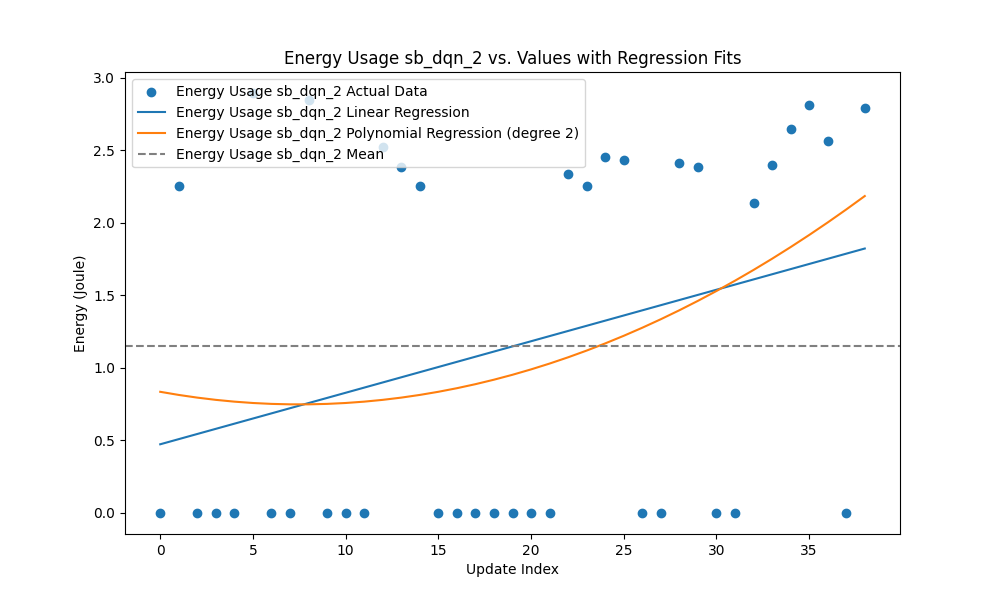 Energy Usage sb_dqn_2 vs. Values with Regression Fits
Energy Usage sb_dqn_2 Actual Data
Energy Usage sb_dqn_2 Linear Regression
Energy Usage sb_dqn_2 Polynomial Regression (degree 2)
Energy Usage sb_dqn_2 Mean
Energy (Joule)
3.0
2.5
2.0
1.5
1.0
0.5
0.0
0 5 10 15 20 25 30 35
Update Index